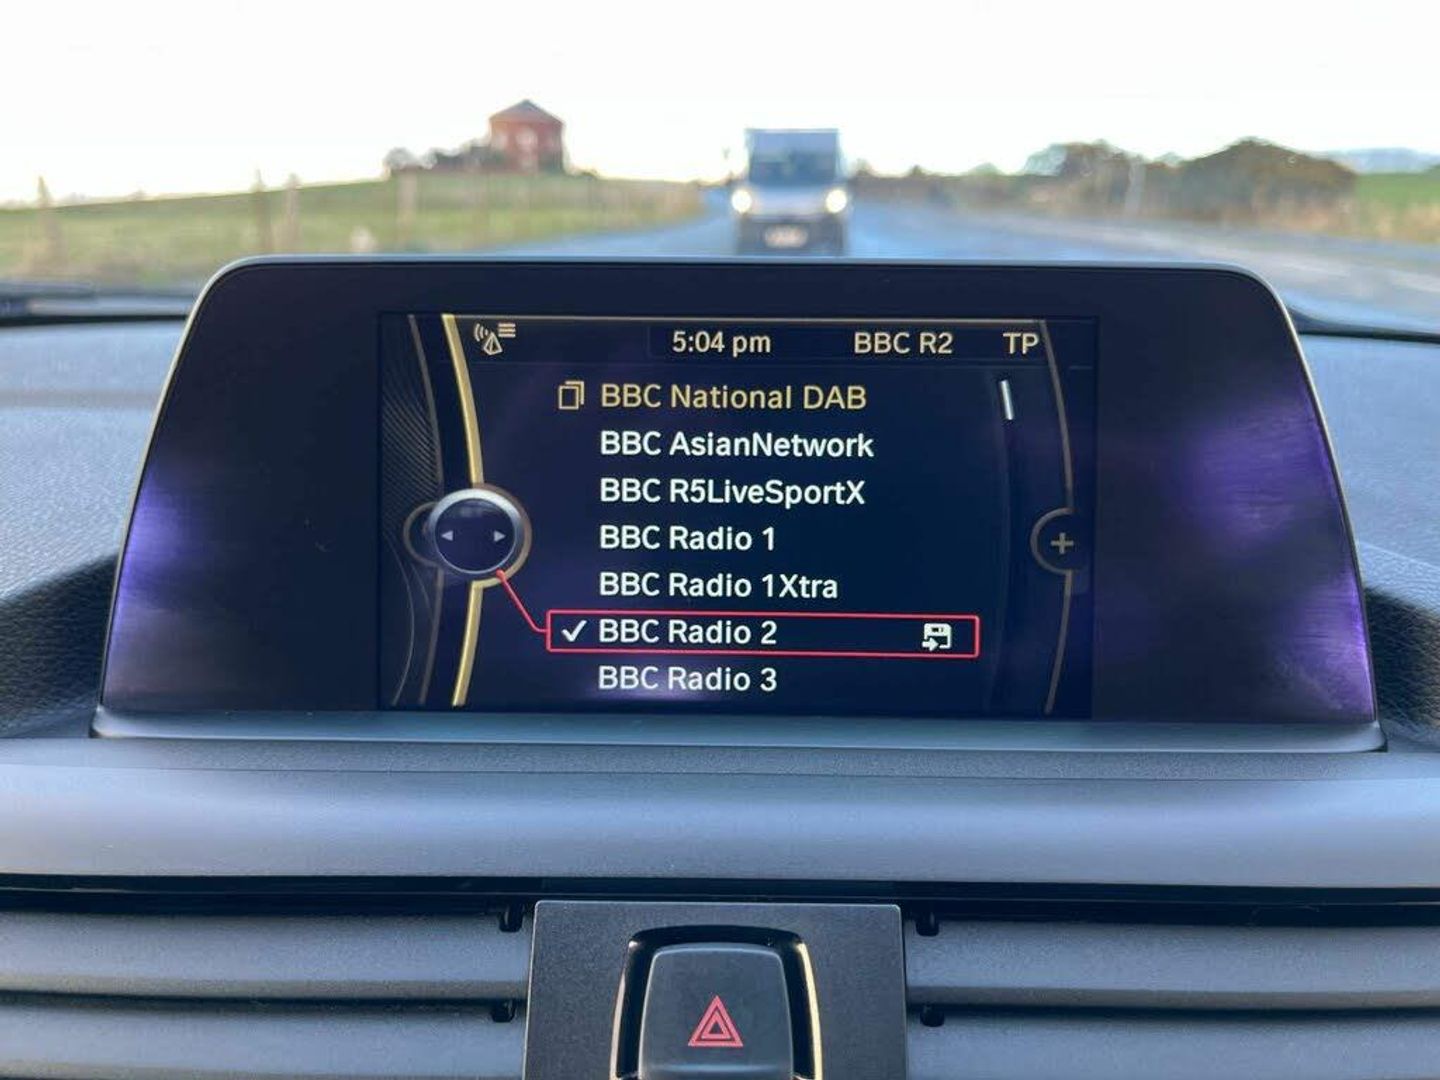 5:04 pm BBC R2 TP
BBC National DAB
BBC AsianNetwork
BBC R5LiveSportX
BBC Radio 1
BBC Radio 1Xtra
BBC Radio 2
BBC Radio 3